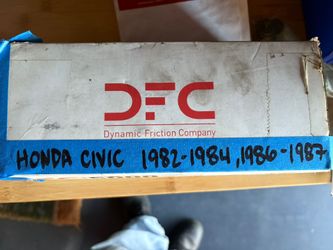 DFC
Dynamic Friction Company
HONDA CIVIC 1982-1984, 1986-1987